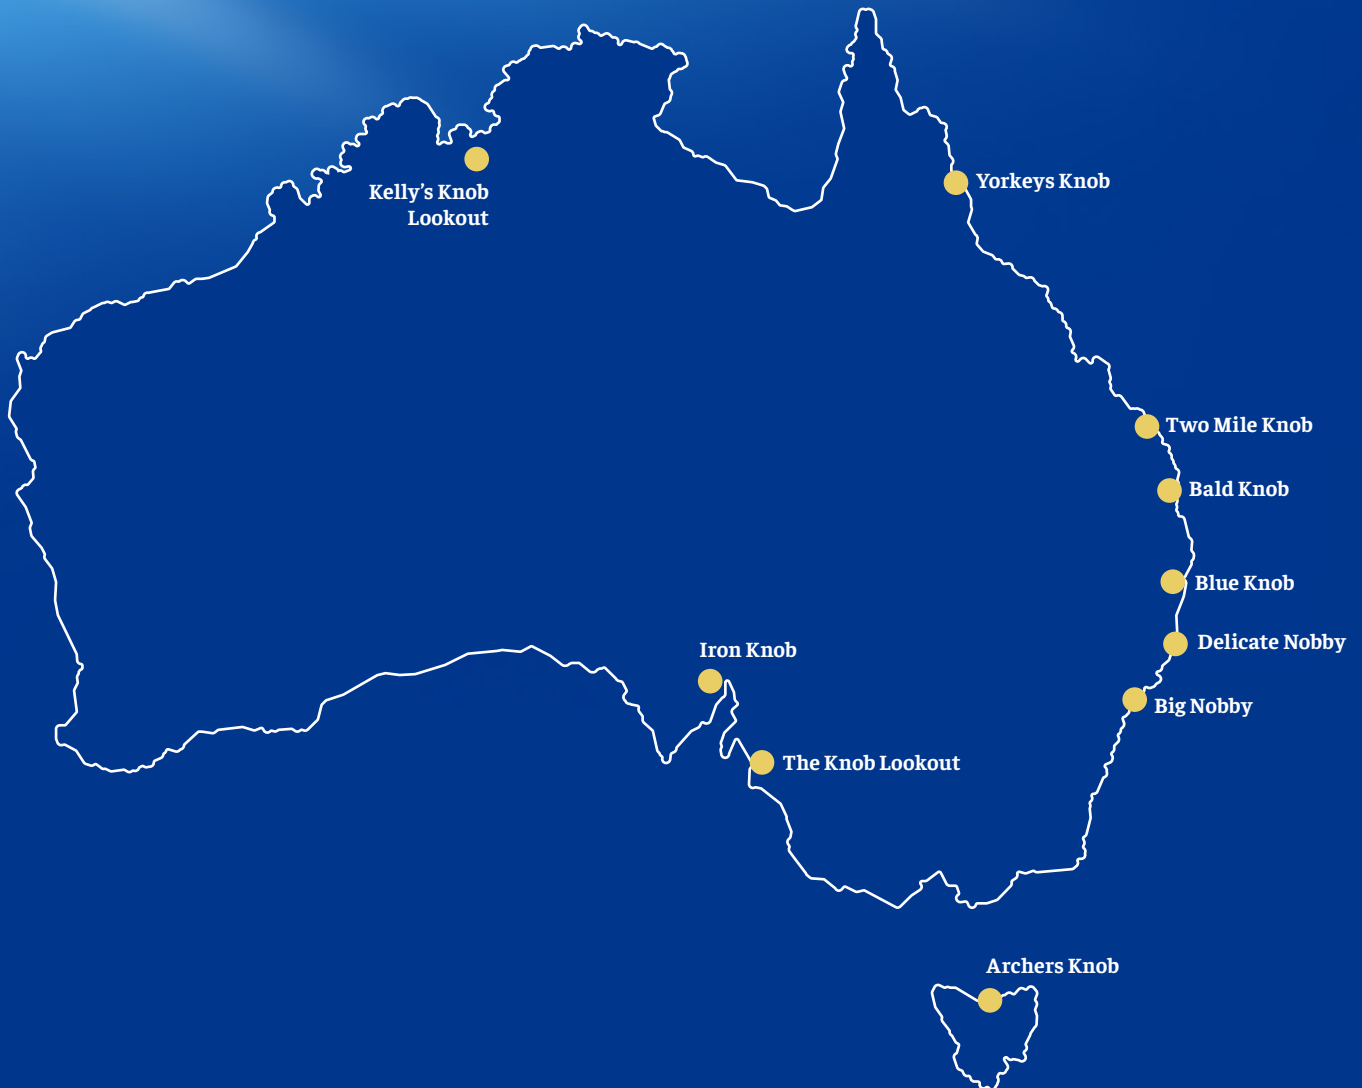 Kelly’s Knob
Lookout
Yorkeys Knob
Two Mile Knob
Bald Knob
Blue Knob
Delicate Nobby
Iron Knob
Big Nobby
The Knob Lookout
Archers Knob